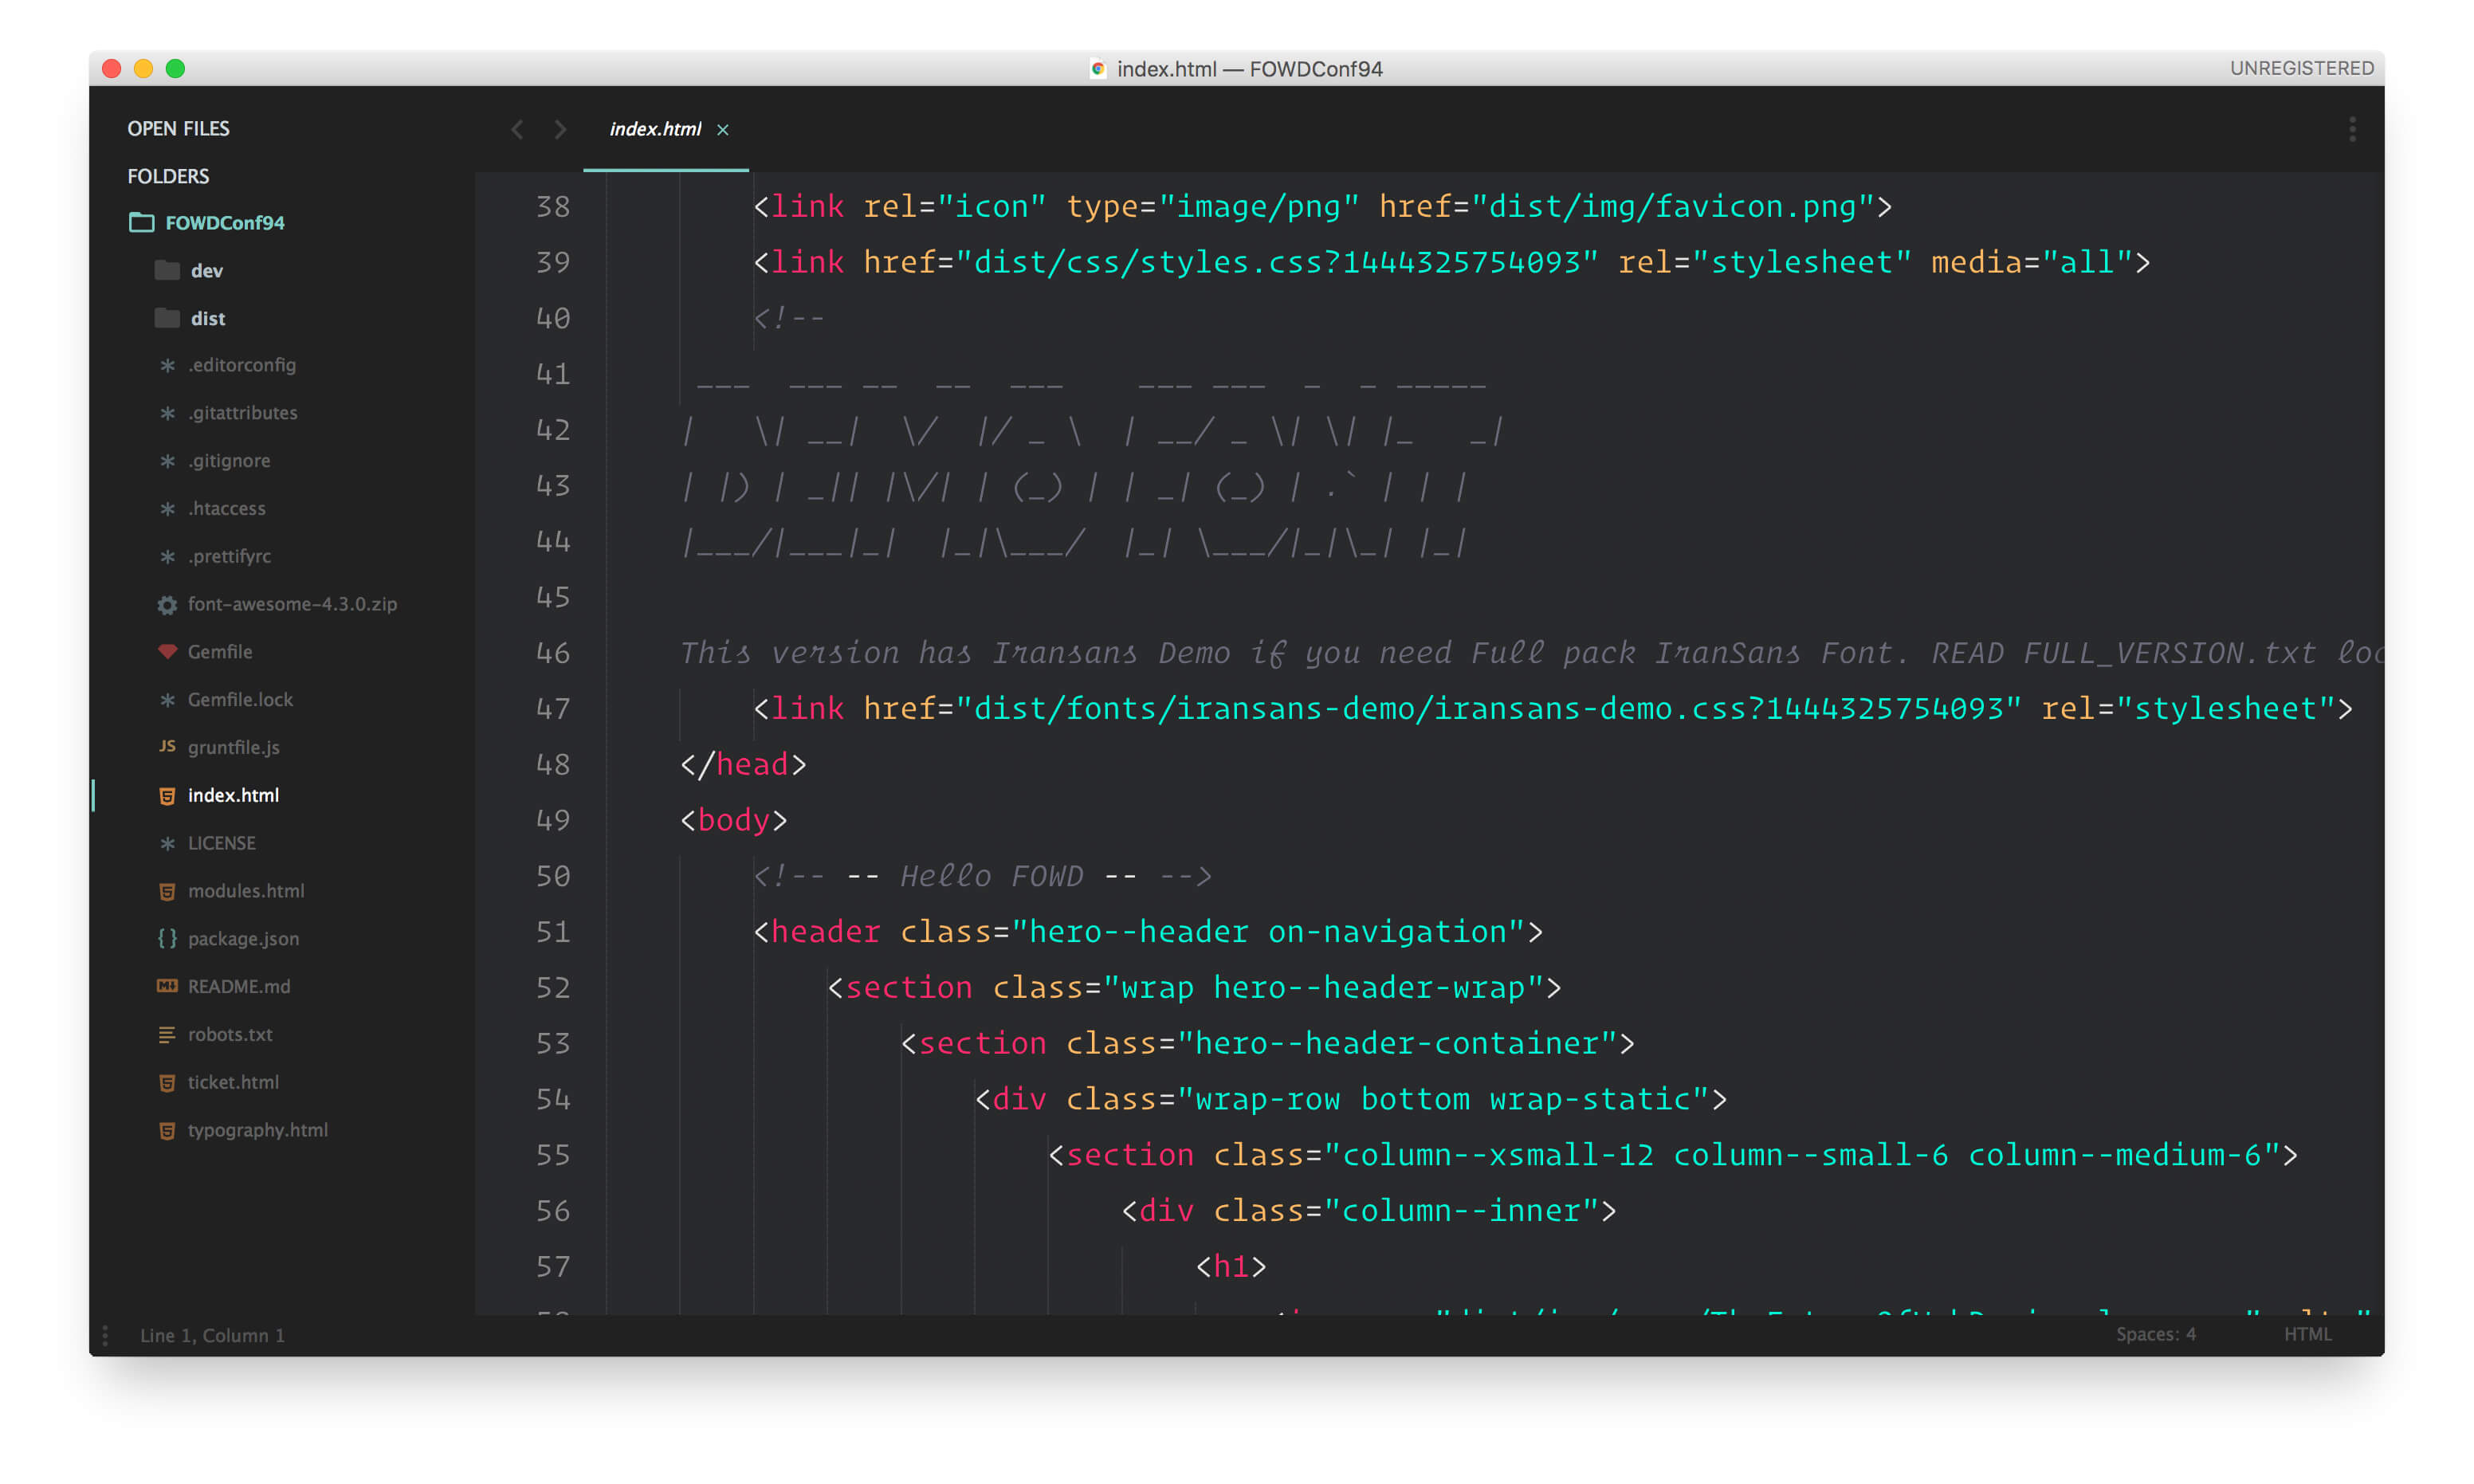 index.html — FOWDConf94
UNREGISTERED
OPEN FILES
FOLDERS
FOWDConf94
dev
dist
.editorconfig
.gitattributes
.gitignore
.htaccess
.prettifyrc
font-awesome-4.3.0.zip
Gemfile
Gemfile.lock
JS gruntfile.js
index.html
LICENSE
modules.html
{ } package.json
README.md
robots.txt
ticket.html
typography.html
index.html ×
38 <link rel="icon" type="image/png" href="dist/img/favicon.png">
39 <link href="dist/css/styles.css?1444325754093" rel="stylesheet" media="all">
40 <!--
41  ___  ___ __  __  ___    ___ ___  _  _ _____
42 |   \| __|  \/  |/ _ \  | __/ _ \| \| |_   _|
43 | |) | _|| |\/| | (_) | | _| (_) | .` | | |
44 |___/|___|_|  |_|\___/  |_| \___/|_|\_| |_|
45
46 This version has Iransans Demo if you need Full pack IranSans Font. READ FULL_VERSION.txt
47 <link href="dist/fonts/iransans-demo/iransans-demo.css?1444325754093" rel="stylesheet">
48 </head>
49 <body>
50 <!-- -- Hello FOWD -- -->
51 <header class="hero--header on-navigation">
52 <section class="wrap hero--header-wrap">
53 <section class="hero--header-container">
54 <div class="wrap-row bottom wrap-static">
55 <section class="column--xsmall-12 column--small-6 column--medium-6">
56 <div class="column--inner">
57 <h1>
Line 1, Column 1
Spaces: 4
HTML